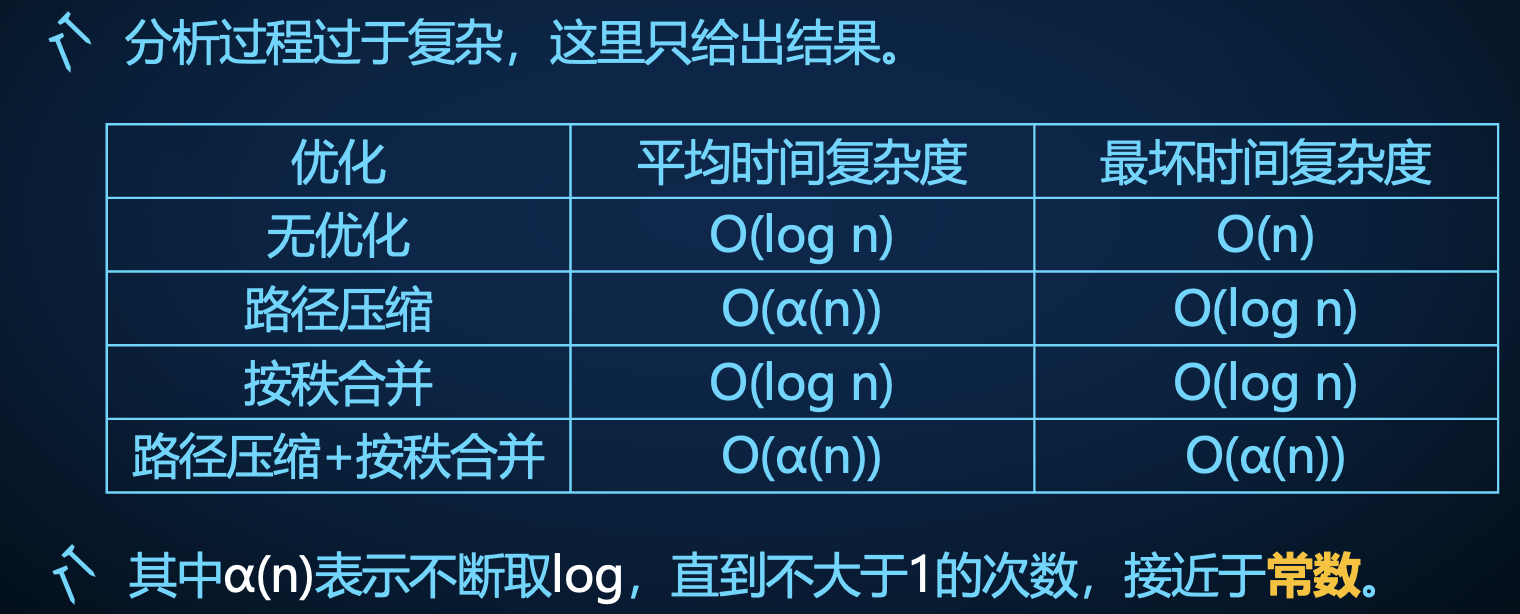 分析过程过于复杂，这里只给出结果。
优化 平均时间复杂度 最坏时间复杂度
无优化 O(log n) O(n)
路径压缩 O(α(n)) O(log n)
按秩合并 O(log n) O(log n)
路径压缩+按秩合并 O(α(n)) O(α(n))
其中α(n)表示不断取log，直到不大于1的次数，接近于常数。